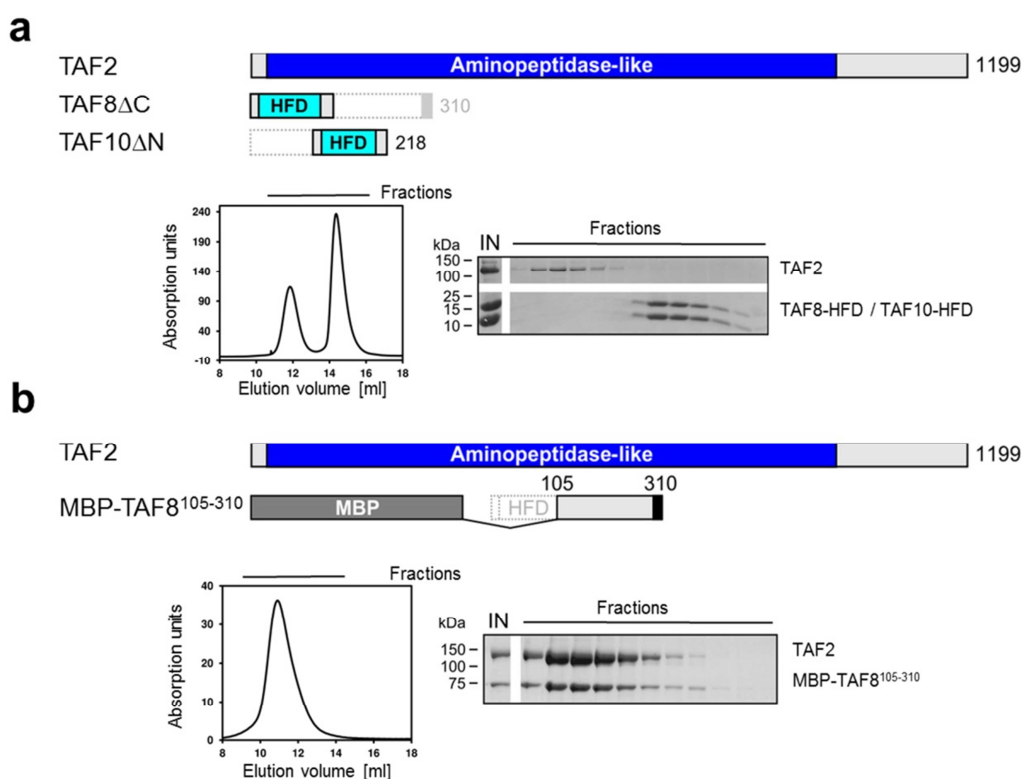 a
TAF2 Aminopeptidase-like 1199
TAF8ΔC HFD 310
TAF10ΔN HFD 218
Fractions
Absorption units
240
190
140
90
40
-10
8 10 12 14 16 18
Elution volume [ml]
Fractions
kDa IN
150
100
25
15
10
TAF2
TAF8-HFD / TAF10-HFD
b
TAF2 Aminopeptidase-like 1199
105 310
MBP-TAF8105-310 MBP HFD
Fractions
Absorption units
40
30
20
10
0
8 10 12 14 16 18
Elution volume [ml]
Fractions
kDa IN
150
100
75
TAF2
MBP-TAF8105-310